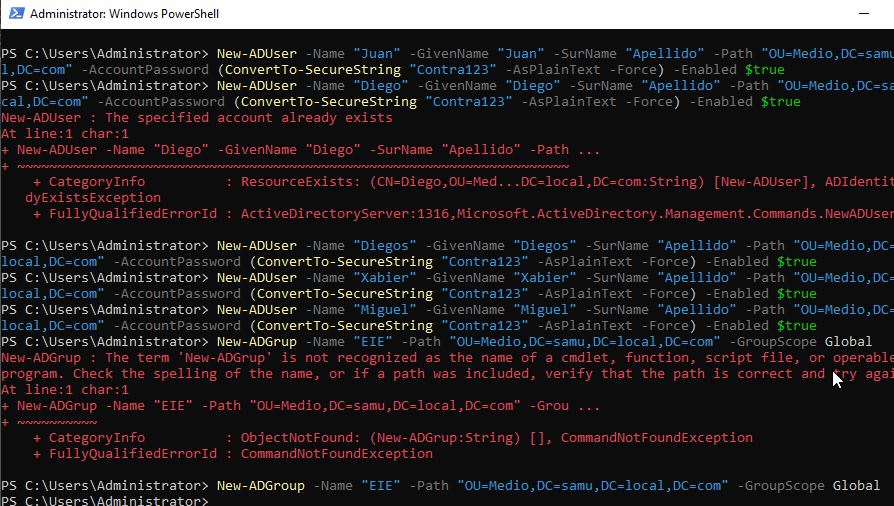 Administrator: Windows PowerShell
PS C:\Users\Administrator> New-ADUser -Name "Juan" -GivenName "Juan" -SurName "Apellido" -Path "OU=Medio,DC=samu
l,DC=com" -AccountPassword (ConvertTo-SecureString "Contra123" -AsPlainText -Force) -Enabled $true
PS C:\Users\Administrator> New-ADUser -Name "Diego" -GivenName "Diego" -SurName "Apellido" -Path "OU=Medio,DC=sa
cal,DC=com" -AccountPassword (ConvertTo-SecureString "Contra123" -AsPlainText -Force) -Enabled $true
New-ADUser : The specified account already exists
At line:1 char:1
+ New-ADUser -Name "Diego" -GivenName "Diego" -SurName "Apellido" -Path ...
+ ~~~~~~~~~~~~~~~~~~~~~~~~~~~~~~~~~~~~~~~~~~~~~~~~~~~~~~~~~~~~~~~~~~~~~
+ CategoryInfo : ResourceExists: (CN=Diego,OU=Med...DC=local,DC=com:String) [New-ADUser], ADIdentit
dyExistsException
+ FullyQualifiedErrorId : ActiveDirectoryServer:1316,Microsoft.ActiveDirectory.Management.Commands.NewADUser
PS C:\Users\Administrator> New-ADUser -Name "Diegos" -GivenName "Diegos" -SurName "Apellido" -Path "OU=Medio,DC=
local,DC=com" -AccountPassword (ConvertTo-SecureString "Contra123" -AsPlainText -Force) -Enabled $true
PS C:\Users\Administrator> New-ADUser -Name "Xabier" -GivenName "Xabier" -SurName "Apellido" -Path "OU=Medio,DC=
local,DC=com" -AccountPassword (ConvertTo-SecureString "Contra123" -AsPlainText -Force) -Enabled $true
PS C:\Users\Administrator> New-ADUser -Name "Miguel" -GivenName "Miguel" -SurName "Apellido" -Path "OU=Medio,DC=
local,DC=com" -AccountPassword (ConvertTo-SecureString "Contra123" -AsPlainText -Force) -Enabled $true
PS C:\Users\Administrator> New-ADGrup -Name "EIE" -Path "OU=Medio,DC=samu,DC=local,DC=com" -GroupScope Global
New-ADGrup : The term 'New-ADGrup' is not recognized as the name of a cmdlet, function, script file, or operable
program. Check the spelling of the name, or if a path was included, verify that the path is correct and try agai
At line:1 char:1
+ New-ADGrup -Name "EIE" -Path "OU=Medio,DC=samu,DC=local,DC=com" -Grou ...
+ ~~~~~~~~~~
+ CategoryInfo : ObjectNotFound: (New-ADGrup:String) [], CommandNotFoundException
+ FullyQualifiedErrorId : CommandNotFoundException
PS C:\Users\Administrator> New-ADGroup -Name "EIE" -Path "OU=Medio,DC=samu,DC=local,DC=com" -GroupScope Global
PS C:\Users\Administrator>